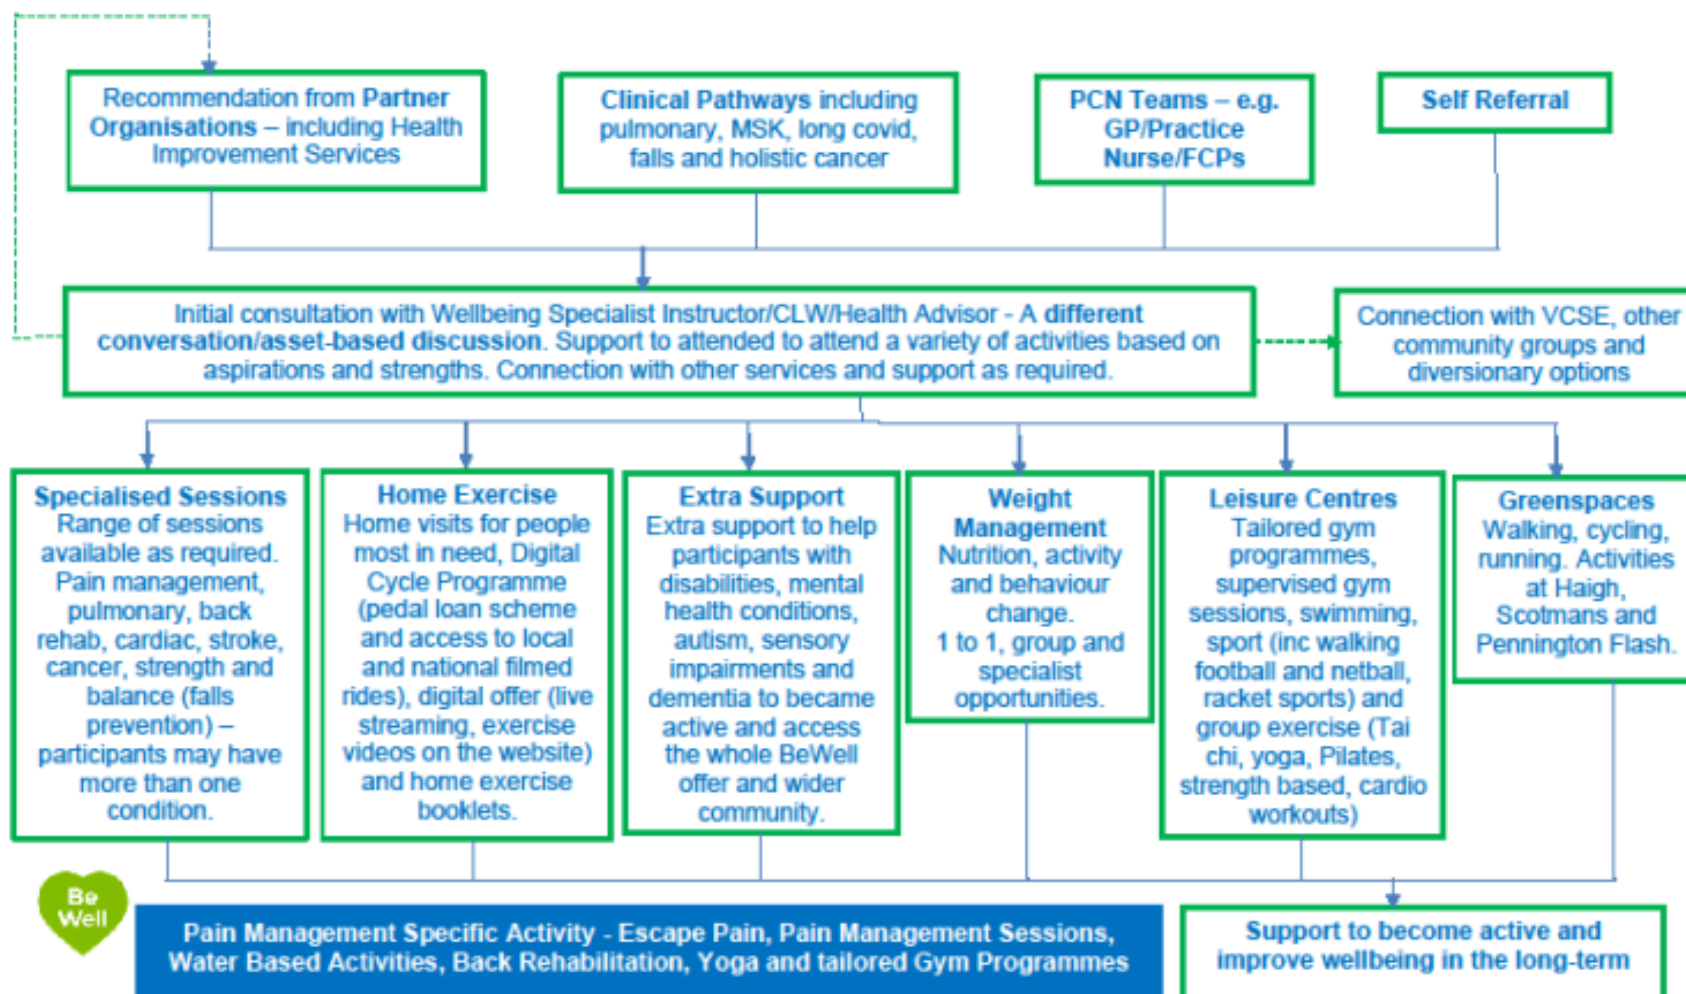 Recommendation from Partner
Organisations – including Health
Improvement Services
Clinical Pathways including
pulmonary, MSK, long covid,
falls and holistic cancer
PCN Teams – e.g.
GP/Practice
Nurse/FCPs
Self Referral
Initial consultation with Wellbeing Specialist Instructor/CLW/Health Advisor - A different
conversation/asset-based discussion. Support to attended to attend a variety of activities based on
aspirations and strengths. Connection with other services and support as required.
Connection with VCSE, other
community groups and
diversionary options
Specialised Sessions
Range of sessions
available as required.
Pain management,
pulmonary, back
rehab, cardiac, stroke,
cancer, strength and
balance (falls
prevention) –
participants may have
more than one
condition.
Home Exercise
Home visits for people
most in need, Digital
Cycle Programme
(pedal loan scheme
and access to local
and national filmed
rides), digital offer (live
streaming, exercise
videos on the website)
and home exercise
booklets.
Extra Support
Extra support to help
participants with
disabilities, mental
health conditions,
autism, sensory
impairments and
dementia to became
active and access
the whole BeWell
offer and wider
community.
Weight
Management
Nutrition, activity
and behaviour
change.
1 to 1, group and
specialist
opportunities.
Leisure Centres
Tailored gym
programmes,
supervised gym
sessions, swimming,
sport (inc walking
football and netball,
racket sports) and
group exercise (Tai
chi, yoga, Pilates,
strength based, cardio
workouts)
Greenspaces
Walking, cycling,
running. Activities
at Haigh,
Scotmans and
Pennington Flash.
Be
Well
Pain Management Specific Activity - Escape Pain, Pain Management Sessions,
Water Based Activities, Back Rehabilitation, Yoga and tailored Gym Programmes
Support to become active and
improve wellbeing in the long-term